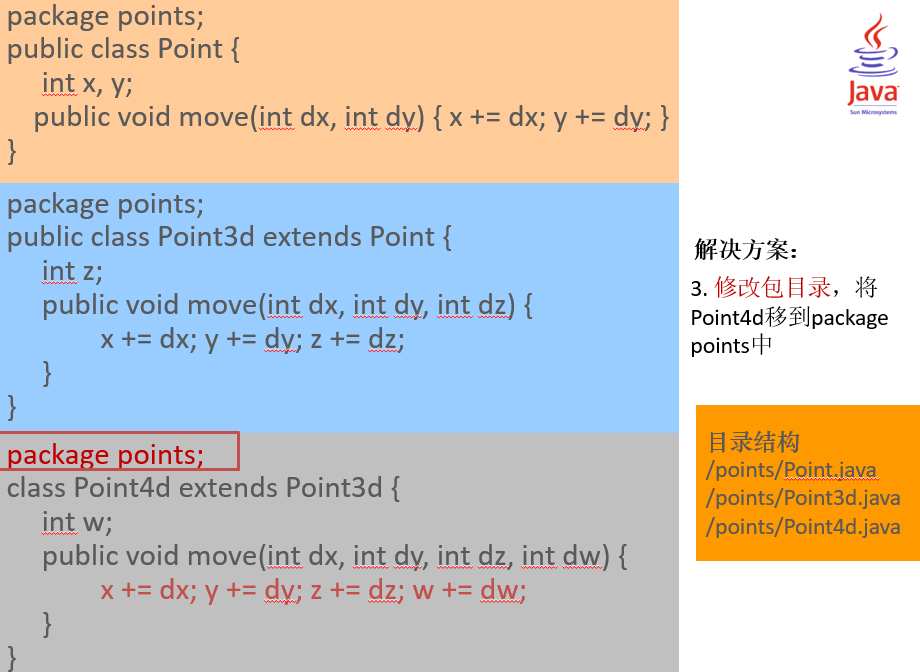 package points;
public class Point {
int x, y;
public void move(int dx, int dy) { x += dx; y += dy; }
}
package points;
public class Point3d extends Point {
int z;
public void move(int dx, int dy, int dz) {
x += dx; y += dy; z += dz;
}
}
package points;
class Point4d extends Point3d {
int w;
public void move(int dx, int dy, int dz, int dw) {
x += dx; y += dy; z += dz; w += dw;
}
}
Java
Sun Microsystems
解决方案：
3. 修改包目录，将
Point4d移到package
points中
目录结构
/points/Point.java
/points/Point3d.java
/points/Point4d.java